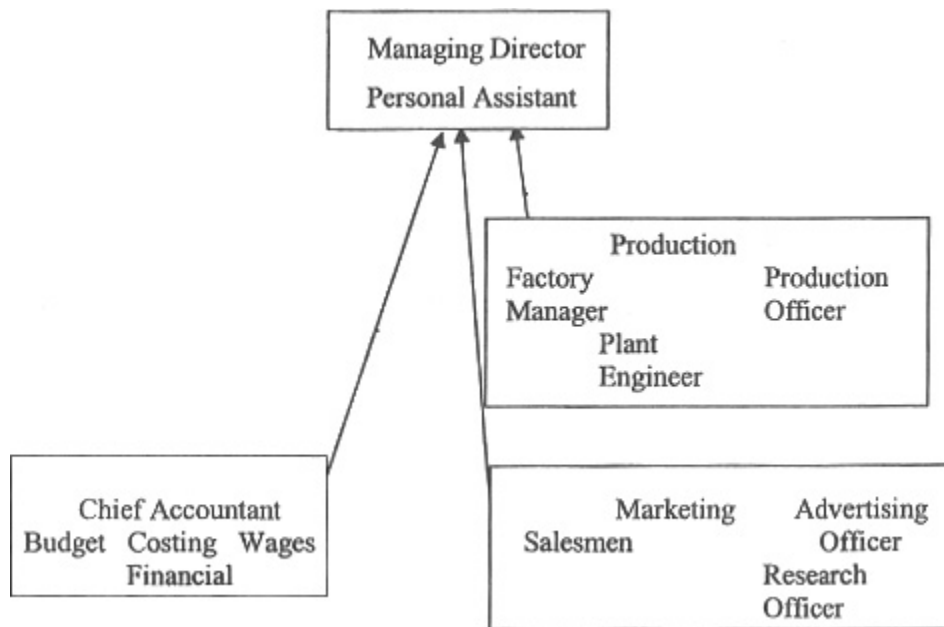 Managing Director
Personal Assistant
Production
Factory Production
Manager Officer
Plant
Engineer
Chief Accountant
Budget Costing Wages
Financial
Marketing Advertising
Salesmen Officer
Research
Officer